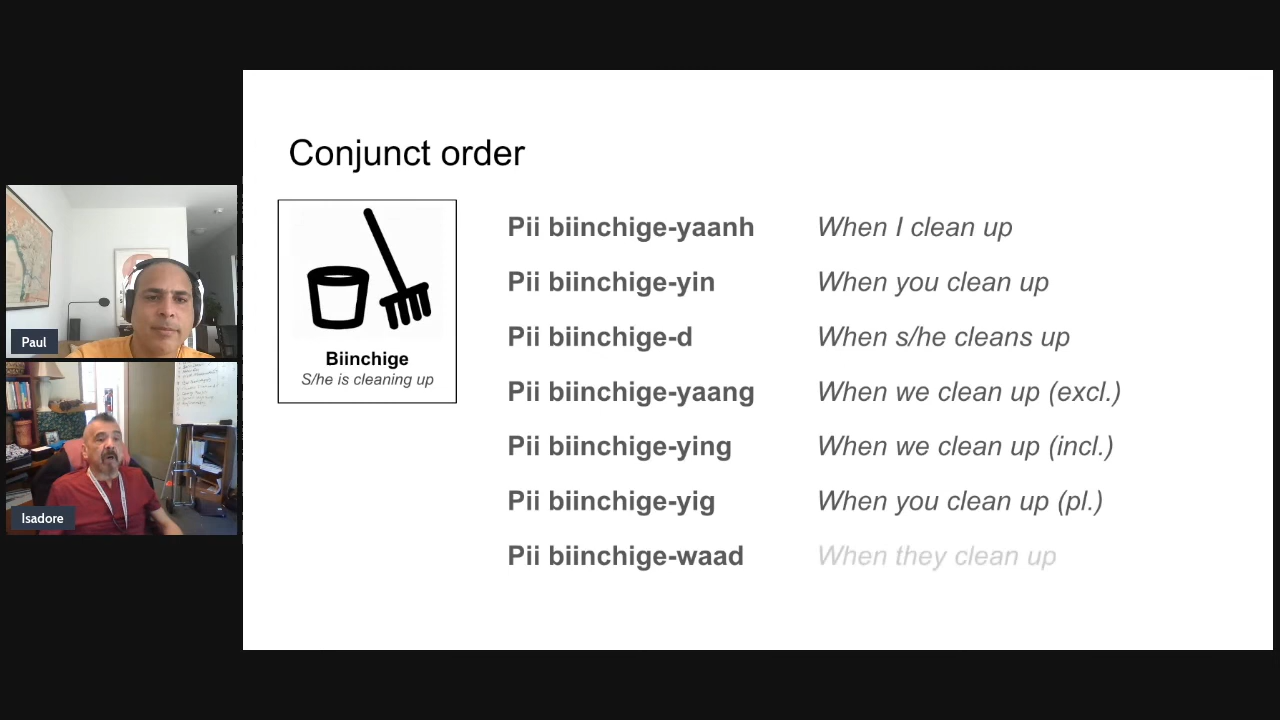 Conjunct order
Biinchige
S/he is cleaning up
Pii biinchige-yaanh When I clean up
Pii biinchige-yin When you clean up
Pii biinchige-d When s/he cleans up
Pii biinchige-yaang When we clean up (excl.)
Pii biinchige-ying When we clean up (incl.)
Pii biinchige-yig When you clean up (pl.)
Pii biinchige-waad When they clean up
Paul
Isadore